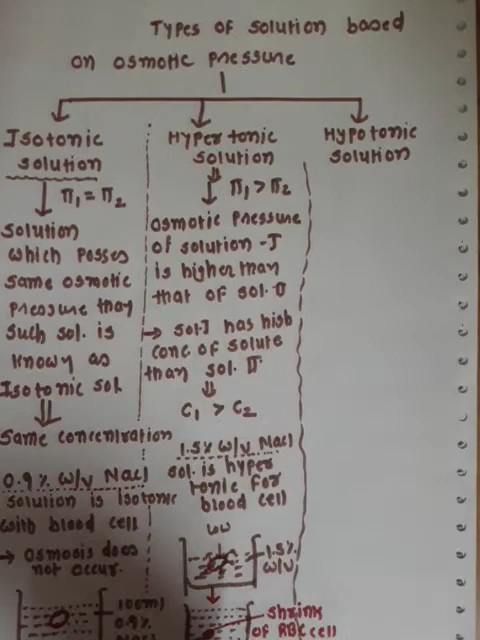 Types of solution based
on osmotic pressure
Isotonic
solution
π₁ = π₂
solution
which posses
same osmotic
pressure than
such sol. is
known as
Isotonic sol.
same concentration
0.9% w/v Nacl
solution is isotonic
with blood cell
→ osmosis does
not occur.
100ml
0.9%
Hypertonic
solution
π₁ > π₂
osmotic pressure
of solution -I
is higher than
that of sol. II
→ sol.I has high
conc of solute
than sol. II
C₁ > C₂
1.5% w/v Nacl
sol. is hyper
tonic for
blood cell
1.5%
w/v
shrink
of RBC cell
Hypotonic
solution